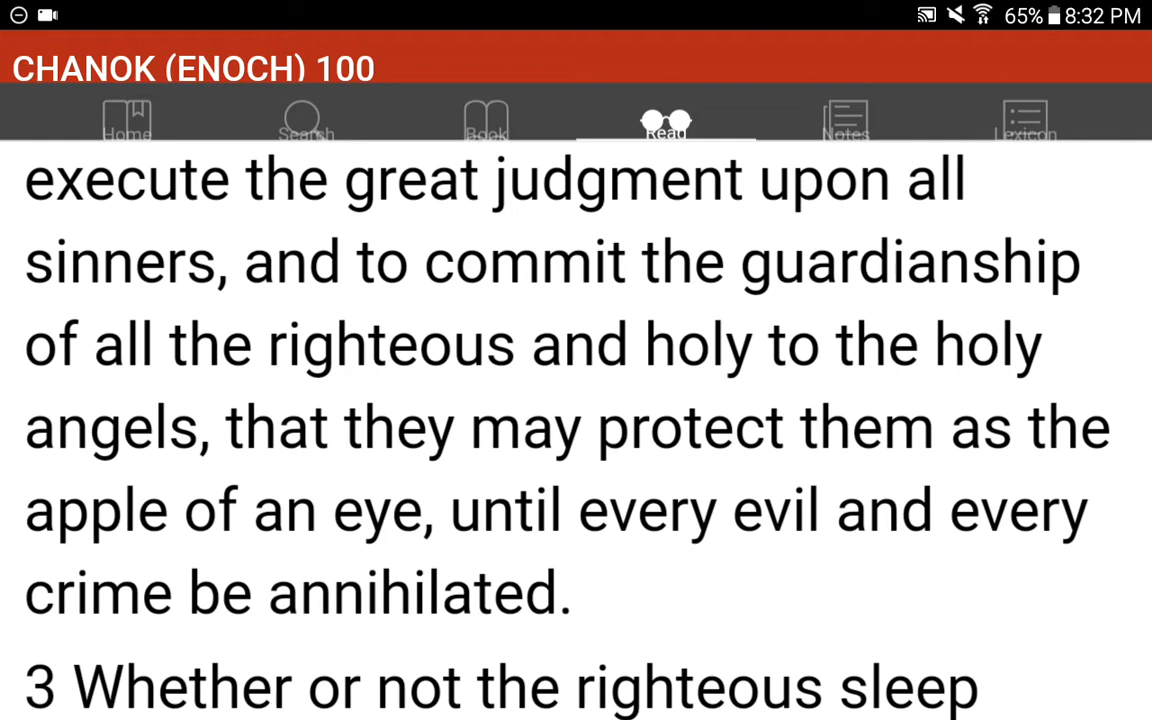 65% 8:32 PM
CHANOK (ENOCH) 100
Home Search Book Read Notes Lexicon
execute the great judgment upon all
sinners, and to commit the guardianship
of all the righteous and holy to the holy
angels, that they may protect them as the
apple of an eye, until every evil and every
crime be annihilated.
3 Whether or not the righteous sleep